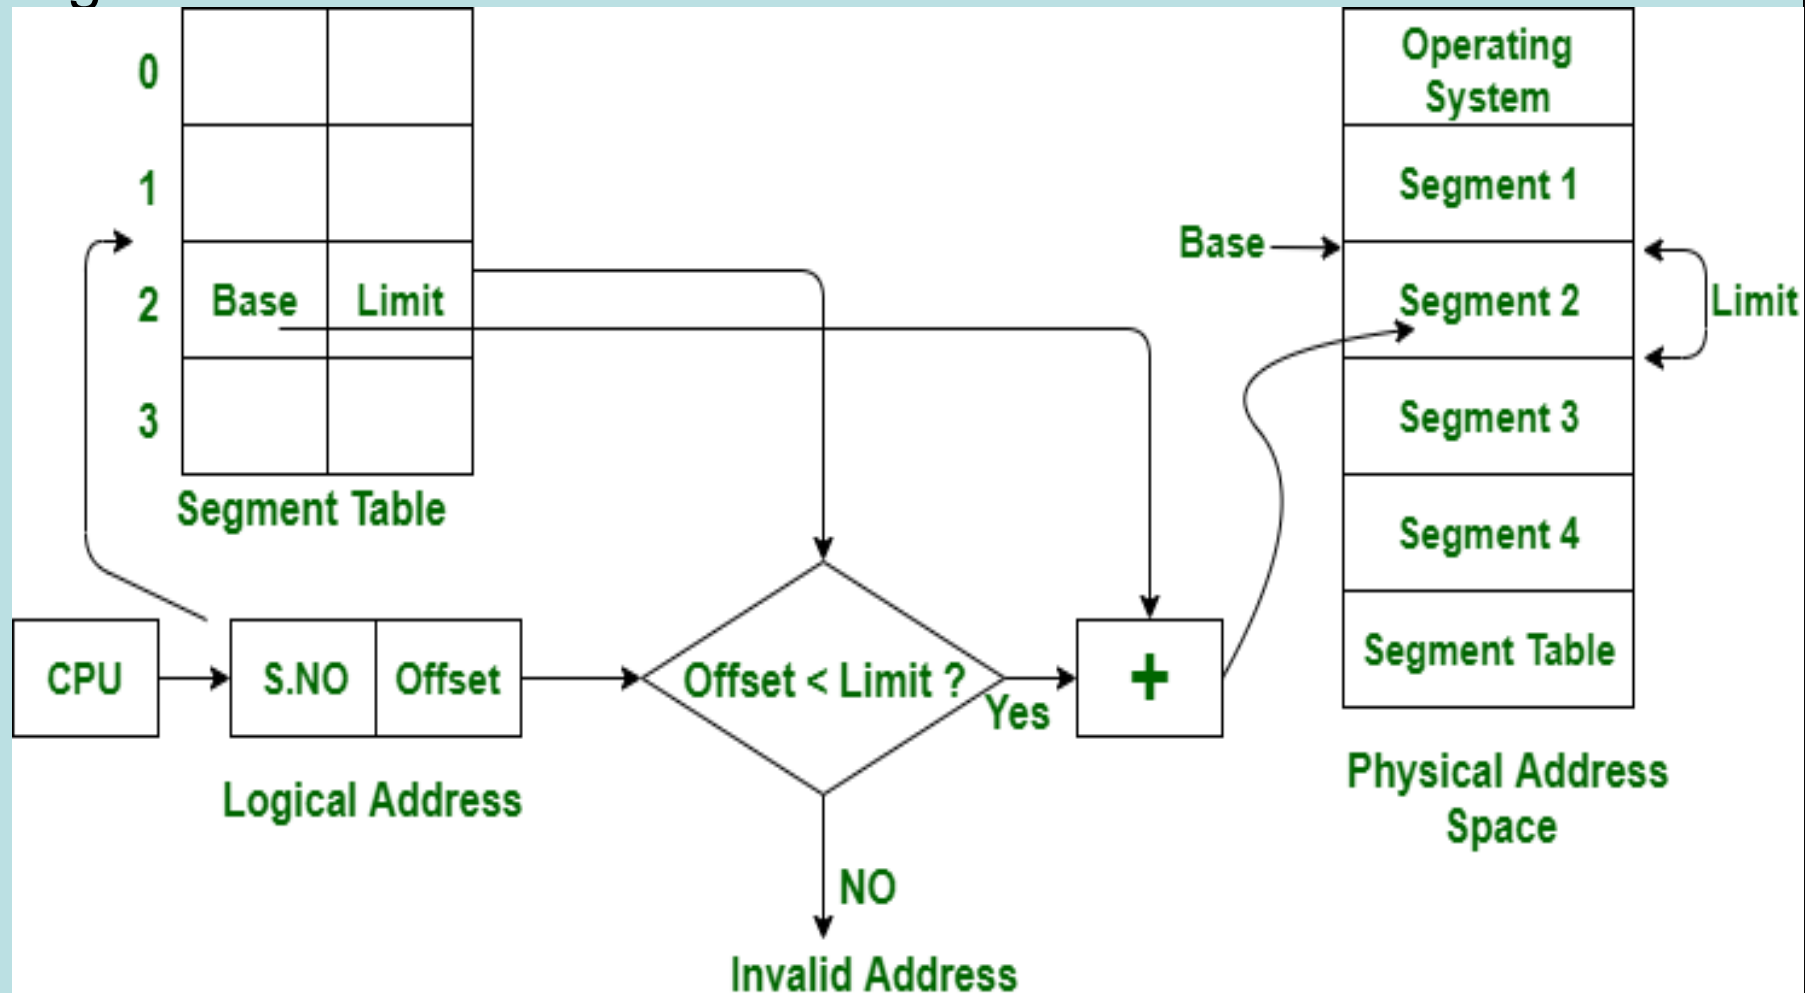 0
Operating
System
1
Segment 1
Base
2
Base
Limit
Segment 2
Limit
3
Segment 3
Segment Table
Segment 4
CPU
S.NO
Offset
Offset < Limit ?
Yes
+
Segment Table
Logical Address
Physical Address
Space
NO
Invalid Address